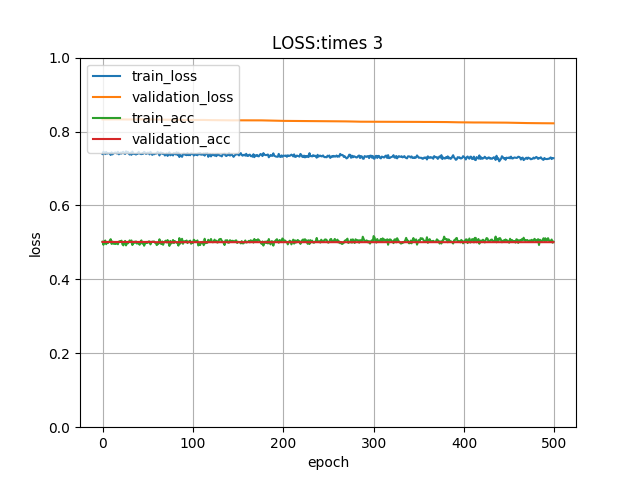 LOSS:times 3
1.0
0.8
0.6
0.4
0.2
0.0
loss
train_loss
validation_loss
train_acc
validation_acc
0 100 200 300 400 500
epoch